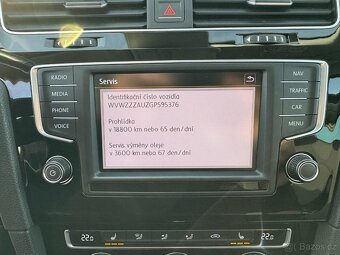 RADIO
MEDIA
PHONE
VOICE
NAV
TRAFFIC
CAR
MENU
Servis
Identifikační číslo vozidla
WVWZZZAUZGP595376
Prohlídka
v 18800 km nebo 65 den/dní
Servis výměny oleje
v 3600 km nebo 67 den/dní
22.0
22.0